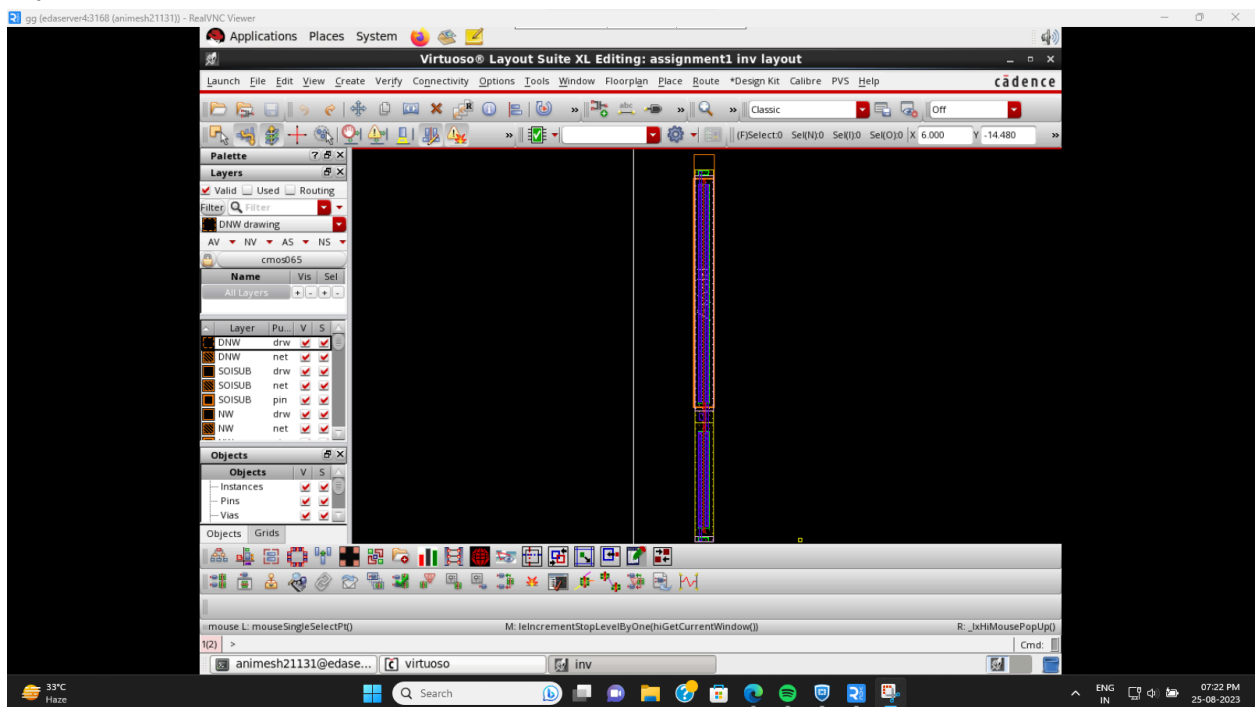 gg (edaserver4:3168 (animesh21131)) - RealVNC Viewer
Applications Places System
Virtuoso® Layout Suite XL Editing: assignment1 inv layout
Launch File Edit View Create Verify Connectivity Options Tools Window Floorplan Place Route *Design Kit Calibre PVS Help
cādence
» » » Classic Off
» (F)Select:0 Sel(N):0 Sel(I):0 Sel(O):0 X 6.000 Y -14.480 »
Palette
Layers
Valid Used Routing
Filter Filter
DNW drawing
AV NV AS NS
cmos065
Name Vis Sel
All Layers + - + -
Layer Pu... V S
DNW drw
DNW net
SOISUB drw
SOISUB net
SOISUB pin
NW drw
NW net
Objects
Objects V S
Instances
Pins
Vias
Objects Grids
mouse L: mouseSingleSelectPt() M: leIncrementStopLevelByOne(hiGetCurrentWindow()) R: _lxHiMousePopUp()
1(2) > Cmd:
animesh21131@edase... virtuoso inv
33°C
Haze
Search
ENG
IN
07:22 PM
25-08-2023